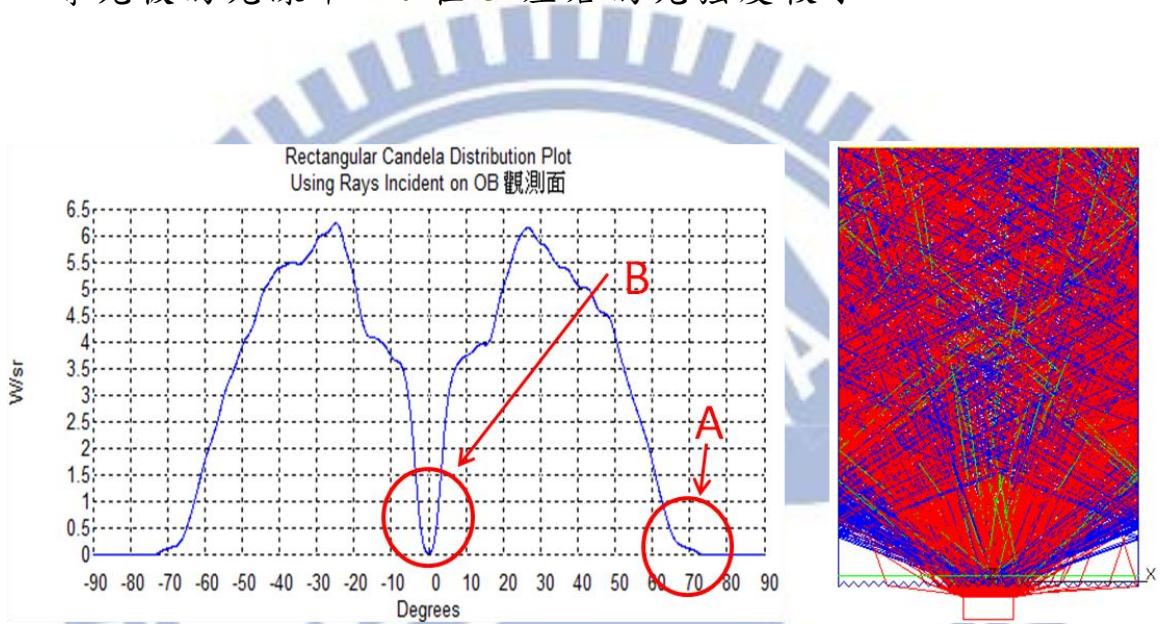 Rectangular Candela Distribution Plot
Using Rays Incident on OB 觀測面
6.5
6
5.5
5
4.5
4
3.5
3
2.5
2
1.5
1
0.5
0
W/sr
-90 -80 -70 -60 -50 -40 -30 -20 -10 0 10 20 30 40 50 60 70 80 90
Degrees
B
A
X